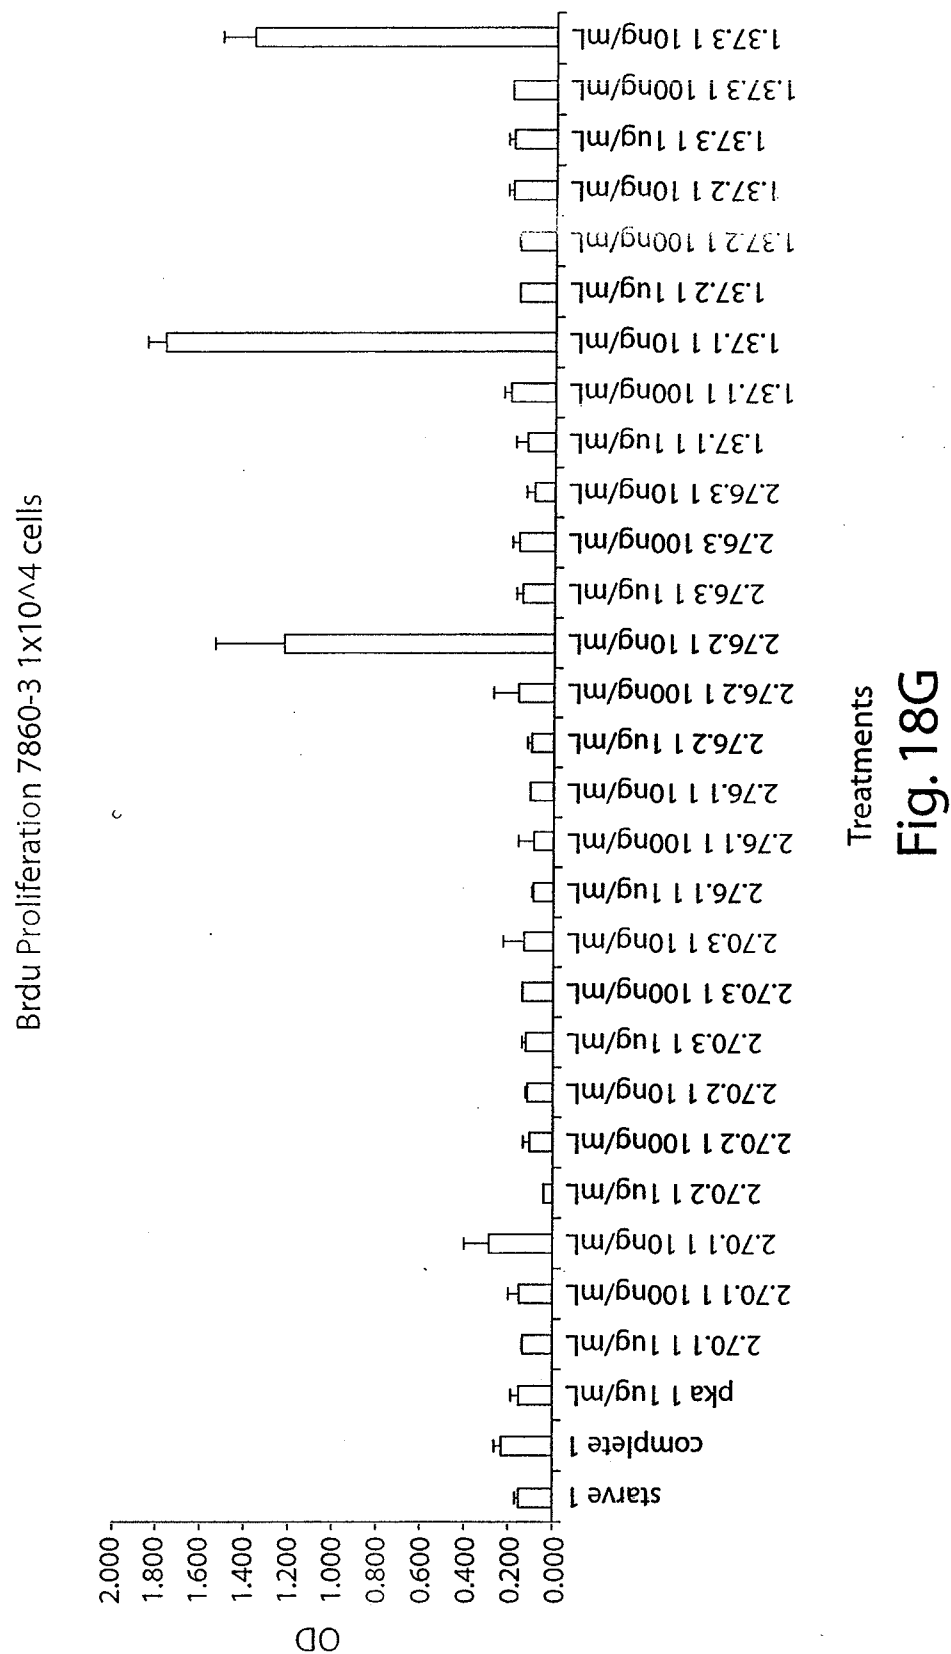 Brdu Proliferation 7860-3 1x10^4 cells
OD
2.000
1.800
1.600
1.400
1.200
1.000
0.800
0.600
0.400
0.200
0.000
starve 1
complete 1
pka 1 1ug/mL
2.70.1 1 1ug/mL
2.70.1 1 100ng/mL
2.70.1 1 10ng/mL
2.70.2 1 1ug/mL
2.70.2 1 100ng/mL
2.70.2 1 10ng/mL
2.70.3 1 1ug/mL
2.70.3 1 100ng/mL
2.70.3 1 10ng/mL
2.76.1 1 1ug/mL
2.76.1 1 100ng/mL
2.76.1 1 10ng/mL
2.76.2 1 1ug/mL
2.76.2 1 100ng/mL
2.76.2 1 10ng/mL
2.76.3 1 1ug/mL
2.76.3 100ng/mL
2.76.3 1 10ng/mL
1.37.1 1 1ug/mL
1.37.1 1 100ng/mL
1.37.1 1 10ng/mL
1.37.2 1 1ug/mL
1.37.2 1 100ng/mL
1.37.2 1 10ng/mL
1.37.3 1 1ug/mL
1.37.3 1 100ng/mL
1.37.3 1 10ng/mL
Treatments
Fig. 18G